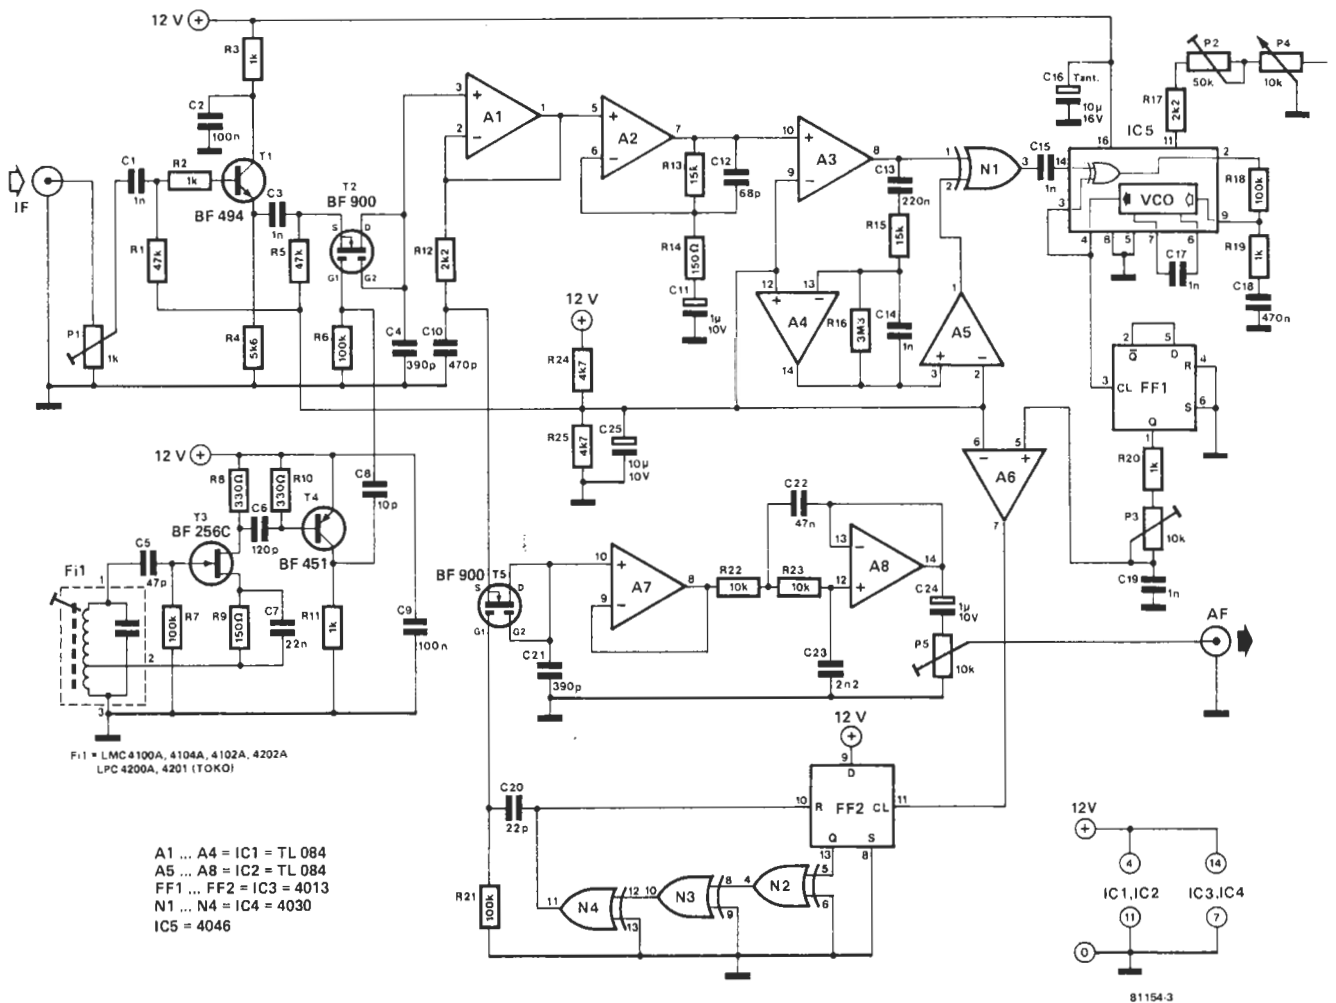 12 V
R3
1k
C2
100n
T1
R2
1k
C1
1n
BF 494
C3
1n
IF
R1
47k
R5
47k
P1
1k
R4
5k6
T2
BF 900
S
D
G1
G2
R6
100k
C4
390p
C10
470p
R12
2k2
3
2
1
A1
5
6
7
A2
R13
15k
C12
68p
R14
150Ω
C11
1µ
10V
10
9
8
A3
C13
220n
R15
15k
12
13
14
A4
R16
3M3
C14
1n
A5
1
3
2
1
2
3
N1
C15
1n
C16
Tant.
10µ
16V
IC5
16
11
14
2
3
4
8
5
7
6
9
VCO
R17
2k2
P2
50k
P4
10k
R18
100k
R19
1k
C17
1n
C18
470n
2
5
Q
D
R
4
3
CL
FF1
S
6
Q
1
R20
1k
P3
10k
C19
1n
12 V
R24
4k7
R25
4k7
C25
10µ
10V
6
5
A6
7
12 V
R8
330Ω
R10
330Ω
T4
T3
BF 256C
C6
120p
BF 451
C8
10p
C5
47p
Fi1
1
2
3
R7
100k
R9
150Ω
C7
22n
R11
1k
C9
100n
Fi1 = LMC4100A, 4104A, 4102A, 4202A
LPC 4200A, 4201 (TOKO)
BF 900
T5
S
D
G1
G2
C21
390p
10
9
8
A7
R22
10k
R23
10k
C22
47n
13
12
14
A8
C23
2n2
C24
1µ
10V
P5
10k
AF
12 V
9
D
10
R
FF2
CL
11
Q
S
13
8
C20
22p
R21
100k
N4
11
12
13
N3
10
8
9
N2
4
5
6
A1 ... A4 = IC1 = TL 084
A5 ... A8 = IC2 = TL 084
FF1 ... FF2 = IC3 = 4013
N1 ... N4 = IC4 = 4030
IC5 = 4046
12V
4
14
IC1, IC2
IC3, IC4
11
7
0
81154-3